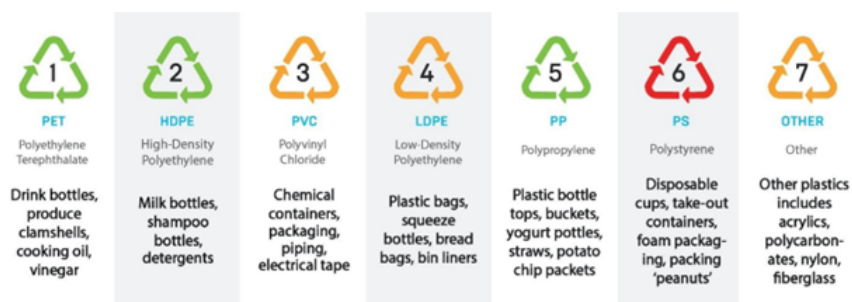 1
PET
Polyethylene
Terephthalate
Drink bottles,
produce
clamshells,
cooking oil,
vinegar
2
HDPE
High-Density
Polyethylene
Milk bottles,
shampoo
bottles,
detergents
3
PVC
Polyvinyl
Chloride
Chemical
containers,
packaging,
piping,
electrical tape
4
LDPE
Low-Density
Polyethylene
Plastic bags,
squeeze
bottles, bread
bags, bin liners
5
PP
Polypropylene
Plastic bottle
tops, buckets,
yogurt pottles,
straws, potato
chip packets
6
PS
Polystyrene
Disposable
cups, take-out
containers,
foam packag-
ing, packing
‘peanuts’
7
OTHER
Other
Other plastics
includes
acrylics,
polycarbon-
ates, nylon,
fiberglass